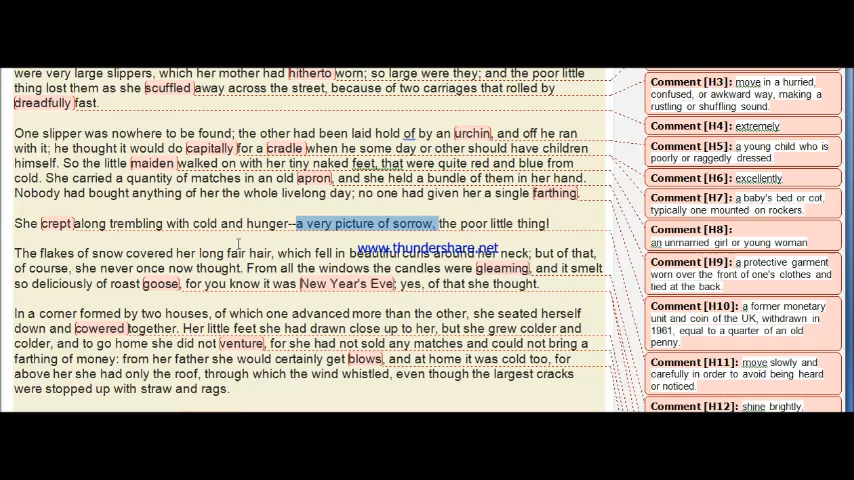 were very large slippers, which her mother had hitherto worn; so large were they; and the poor little
thing lost them as she scuffled away across the street, because of two carriages that rolled by
dreadfully fast.
One slipper was nowhere to be found; the other had been laid hold of by an urchin, and off he ran
with it; he thought it would do capitally for a cradle when he some day or other should have children
himself. So the little maiden walked on with her tiny naked feet, that were quite red and blue from
cold. She carried a quantity of matches in an old apron, and she held a bundle of them in her hand.
Nobody had bought anything of her the whole livelong day; no one had given her a single farthing.
She crept along trembling with cold and hunger--a very picture of sorrow, the poor little thing!
www.thundershare.net
The flakes of snow covered her long fair hair, which fell in beautiful curls around her neck; but of that,
of course, she never once now thought. From all the windows the candles were gleaming, and it smelt
so deliciously of roast goose, for you know it was New Year's Eve; yes, of that she thought.
In a corner formed by two houses, of which one advanced more than the other, she seated herself
down and cowered together. Her little feet she had drawn close up to her, but she grew colder and
colder, and to go home she did not venture, for she had not sold any matches and could not bring a
farthing of money: from her father she would certainly get blows, and at home it was cold too, for
above her she had only the roof, through which the wind whistled, even though the largest cracks
were stopped up with straw and rags.
Comment [H3]: move in a hurried,
confused, or awkward way, making a
rustling or shuffling sound.
Comment [H4]: extremely
Comment [H5]: a young child who is
poorly or raggedly dressed.
Comment [H6]: excellently
Comment [H7]: a baby's bed or cot,
typically one mounted on rockers.
Comment [H8]:
an unmarried girl or young woman
Comment [H9]: a protective garment
worn over the front of one's clothes and
tied at the back.
Comment [H10]: a former monetary
unit and coin of the UK, withdrawn in
1961, equal to a quarter of an old
penny.
Comment [H11]: move slowly and
carefully in order to avoid being heard
or noticed.
Comment [H12]: shine brightly,